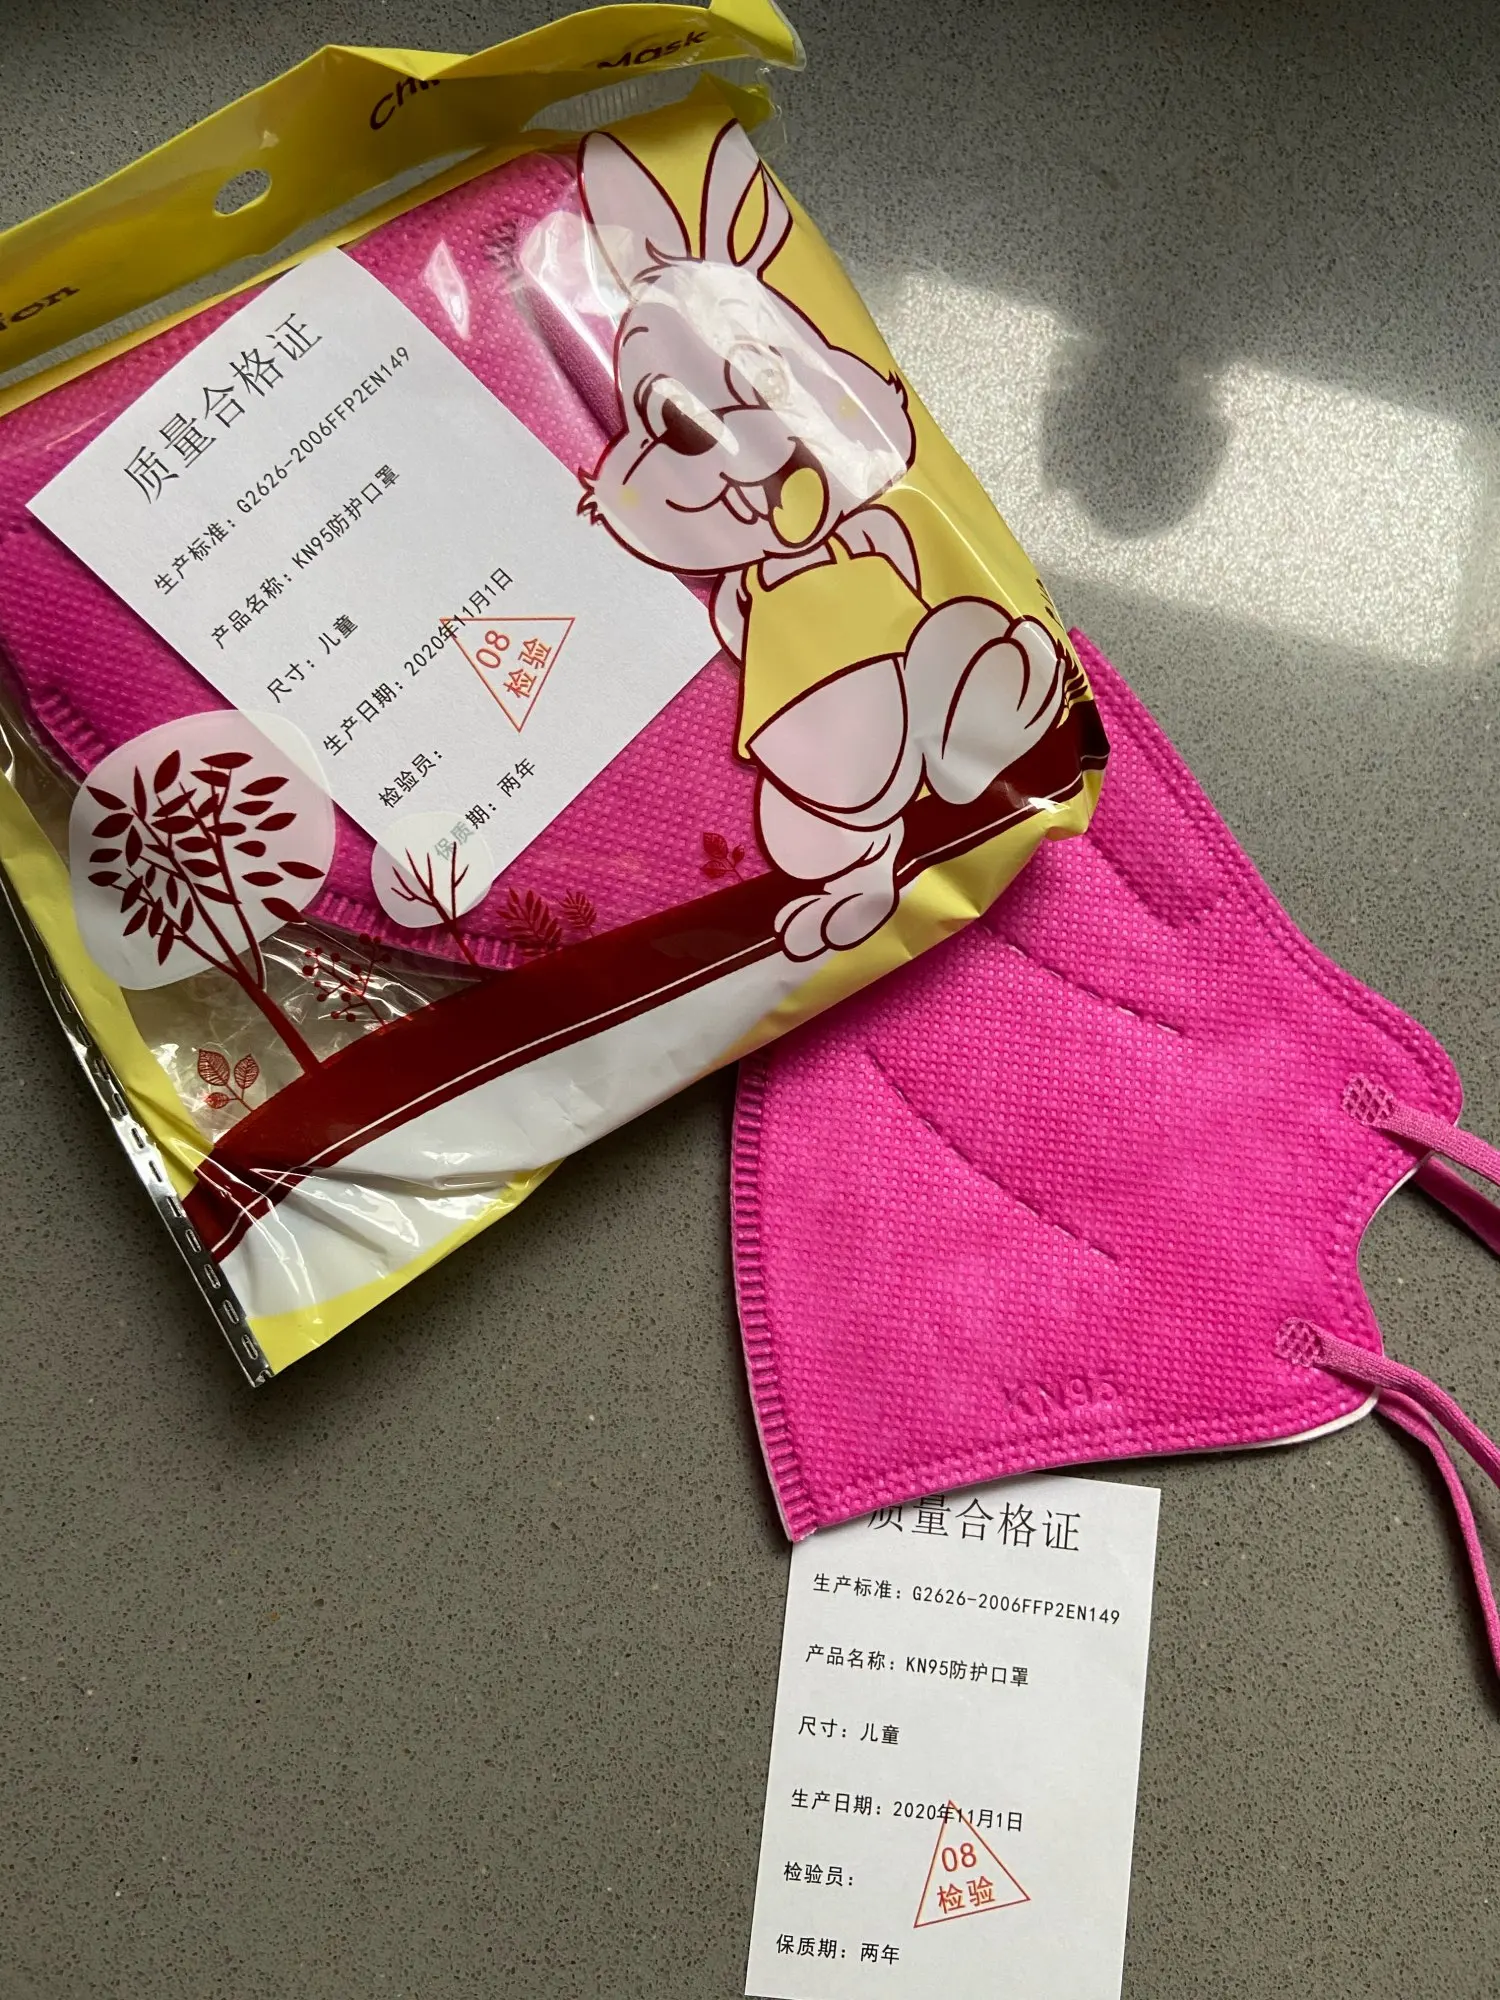 Mask
质量合格证
生产标准：G2626-2006FFP2EN149
产品名称：KN95防护口罩
尺寸：儿童
生产日期：2020年11月1日
检验员：
08
检验
保质期：两年
KN95
质量合格证
生产标准：G2626-2006FFP2EN149
产品名称：KN95防护口罩
尺寸：儿童
生产日期：2020年11月1日
检验员：
08
检验
保质期：两年